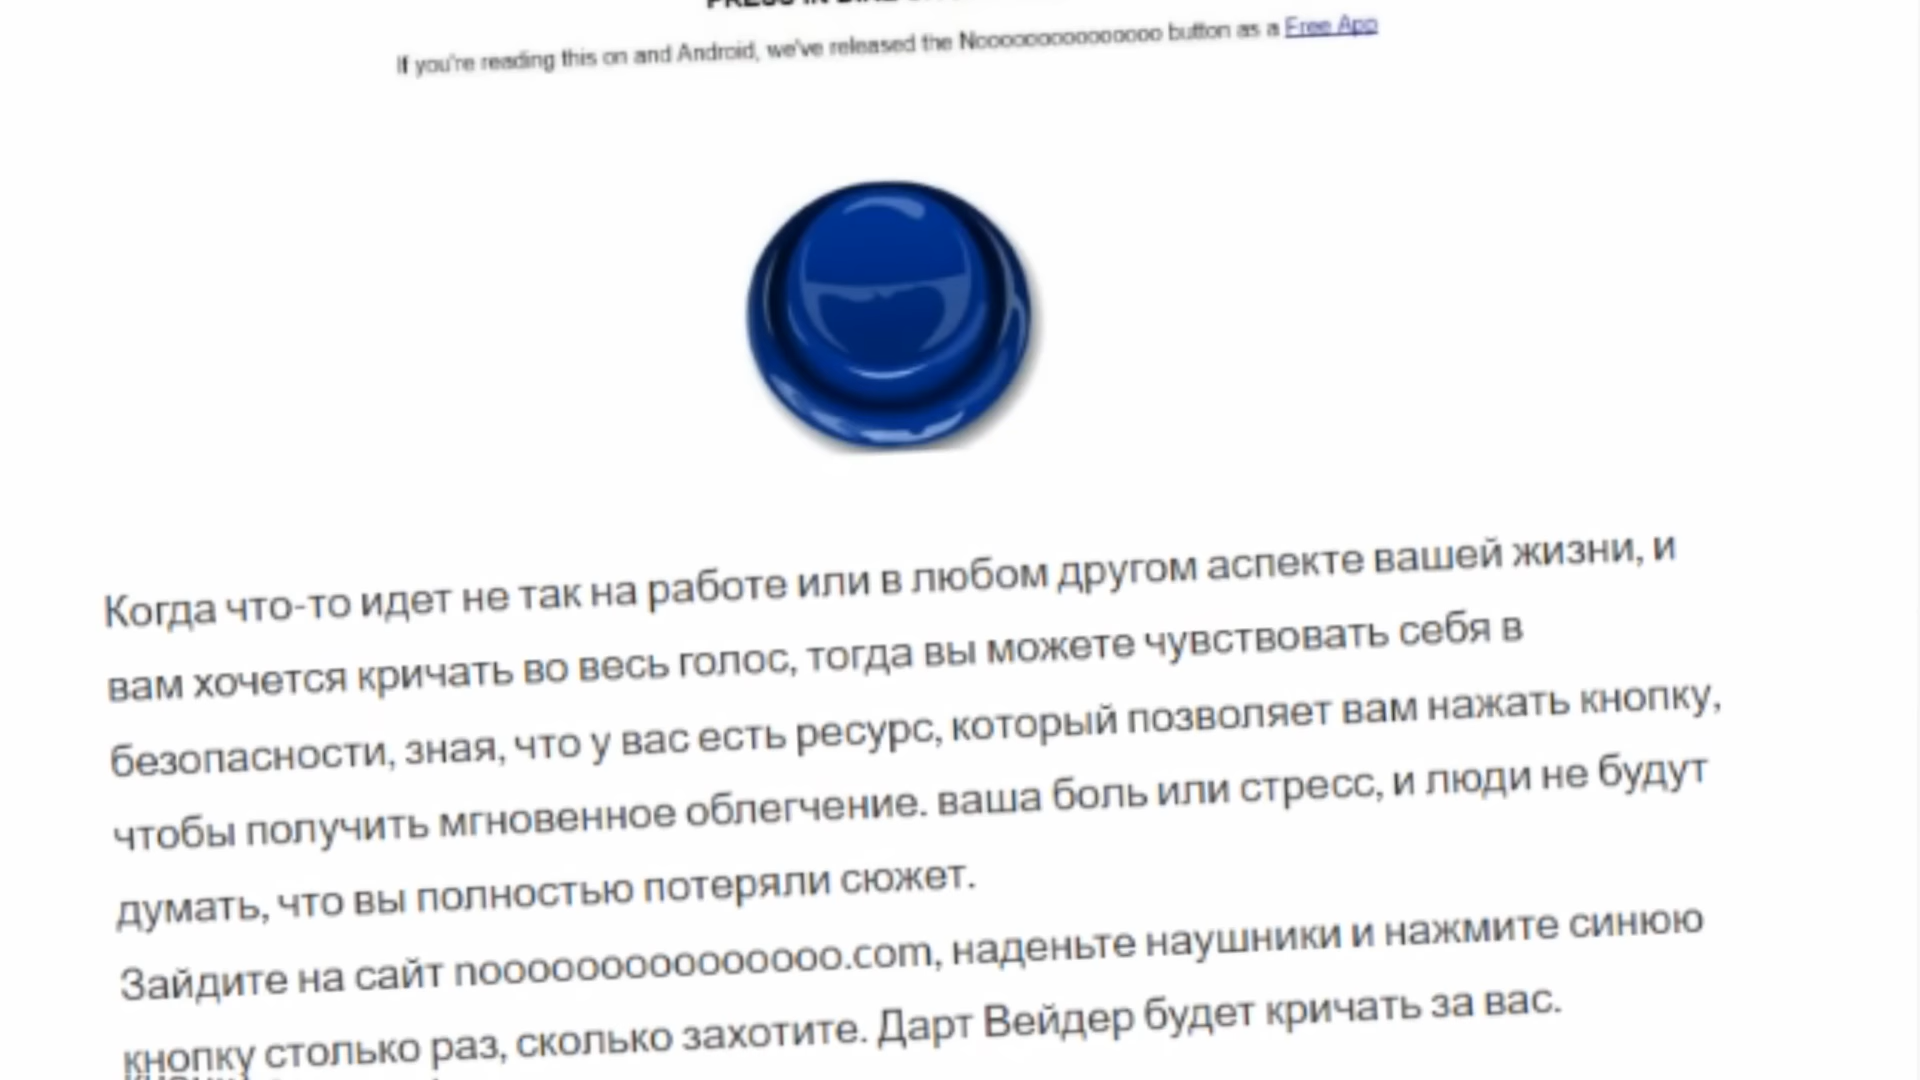 PRESS IN
If you're reading this on and Android, we've released the Nooooooooooooooo button as a Free App
Когда что-то идет не так на работе или в любом другом аспекте вашей жизни, и
вам хочется кричать во весь голос, тогда вы можете чувствовать себя в
безопасности, зная, что у вас есть ресурс, который позволяет вам нажать кнопку,
чтобы получить мгновенное облегчение. ваша боль или стресс, и люди не будут
думать, что вы полностью потеряли сюжет.
Зайдите на сайт nooooooooooooooo.com, наденьте наушники и нажмите синюю
кнопку столько раз, сколько захотите. Дарт Вейдер будет кричать за вас.